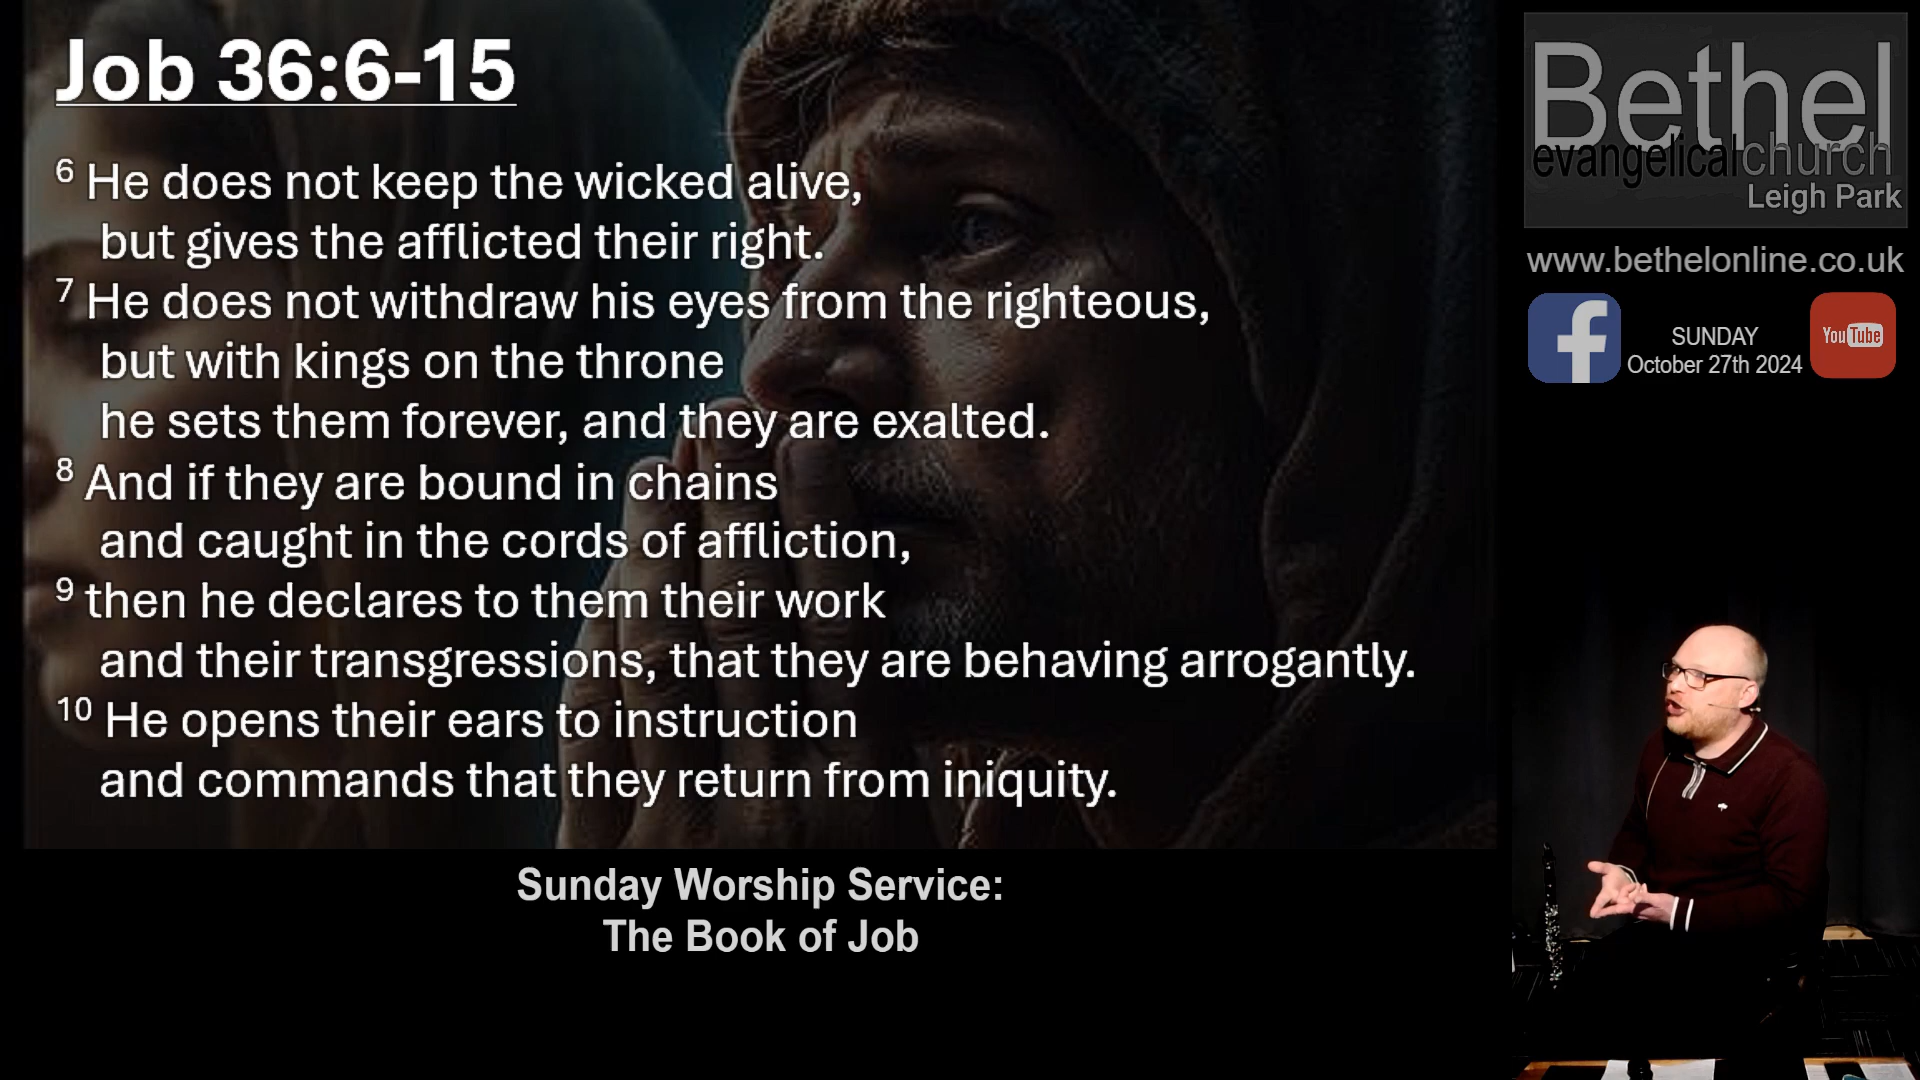 Job 36:6-15
6 He does not keep the wicked alive,
but gives the afflicted their right.
7 He does not withdraw his eyes from the righteous,
but with kings on the throne
he sets them forever, and they are exalted.
8 And if they are bound in chains
and caught in the cords of affliction,
9 then he declares to them their work
and their transgressions, that they are behaving arrogantly.
10 He opens their ears to instruction
and commands that they return from iniquity.
Sunday Worship Service:
The Book of Job
Bethel
evangelicalchurch
Leigh Park
www.bethelonline.co.uk
f
SUNDAY
October 27th 2024
YouTube